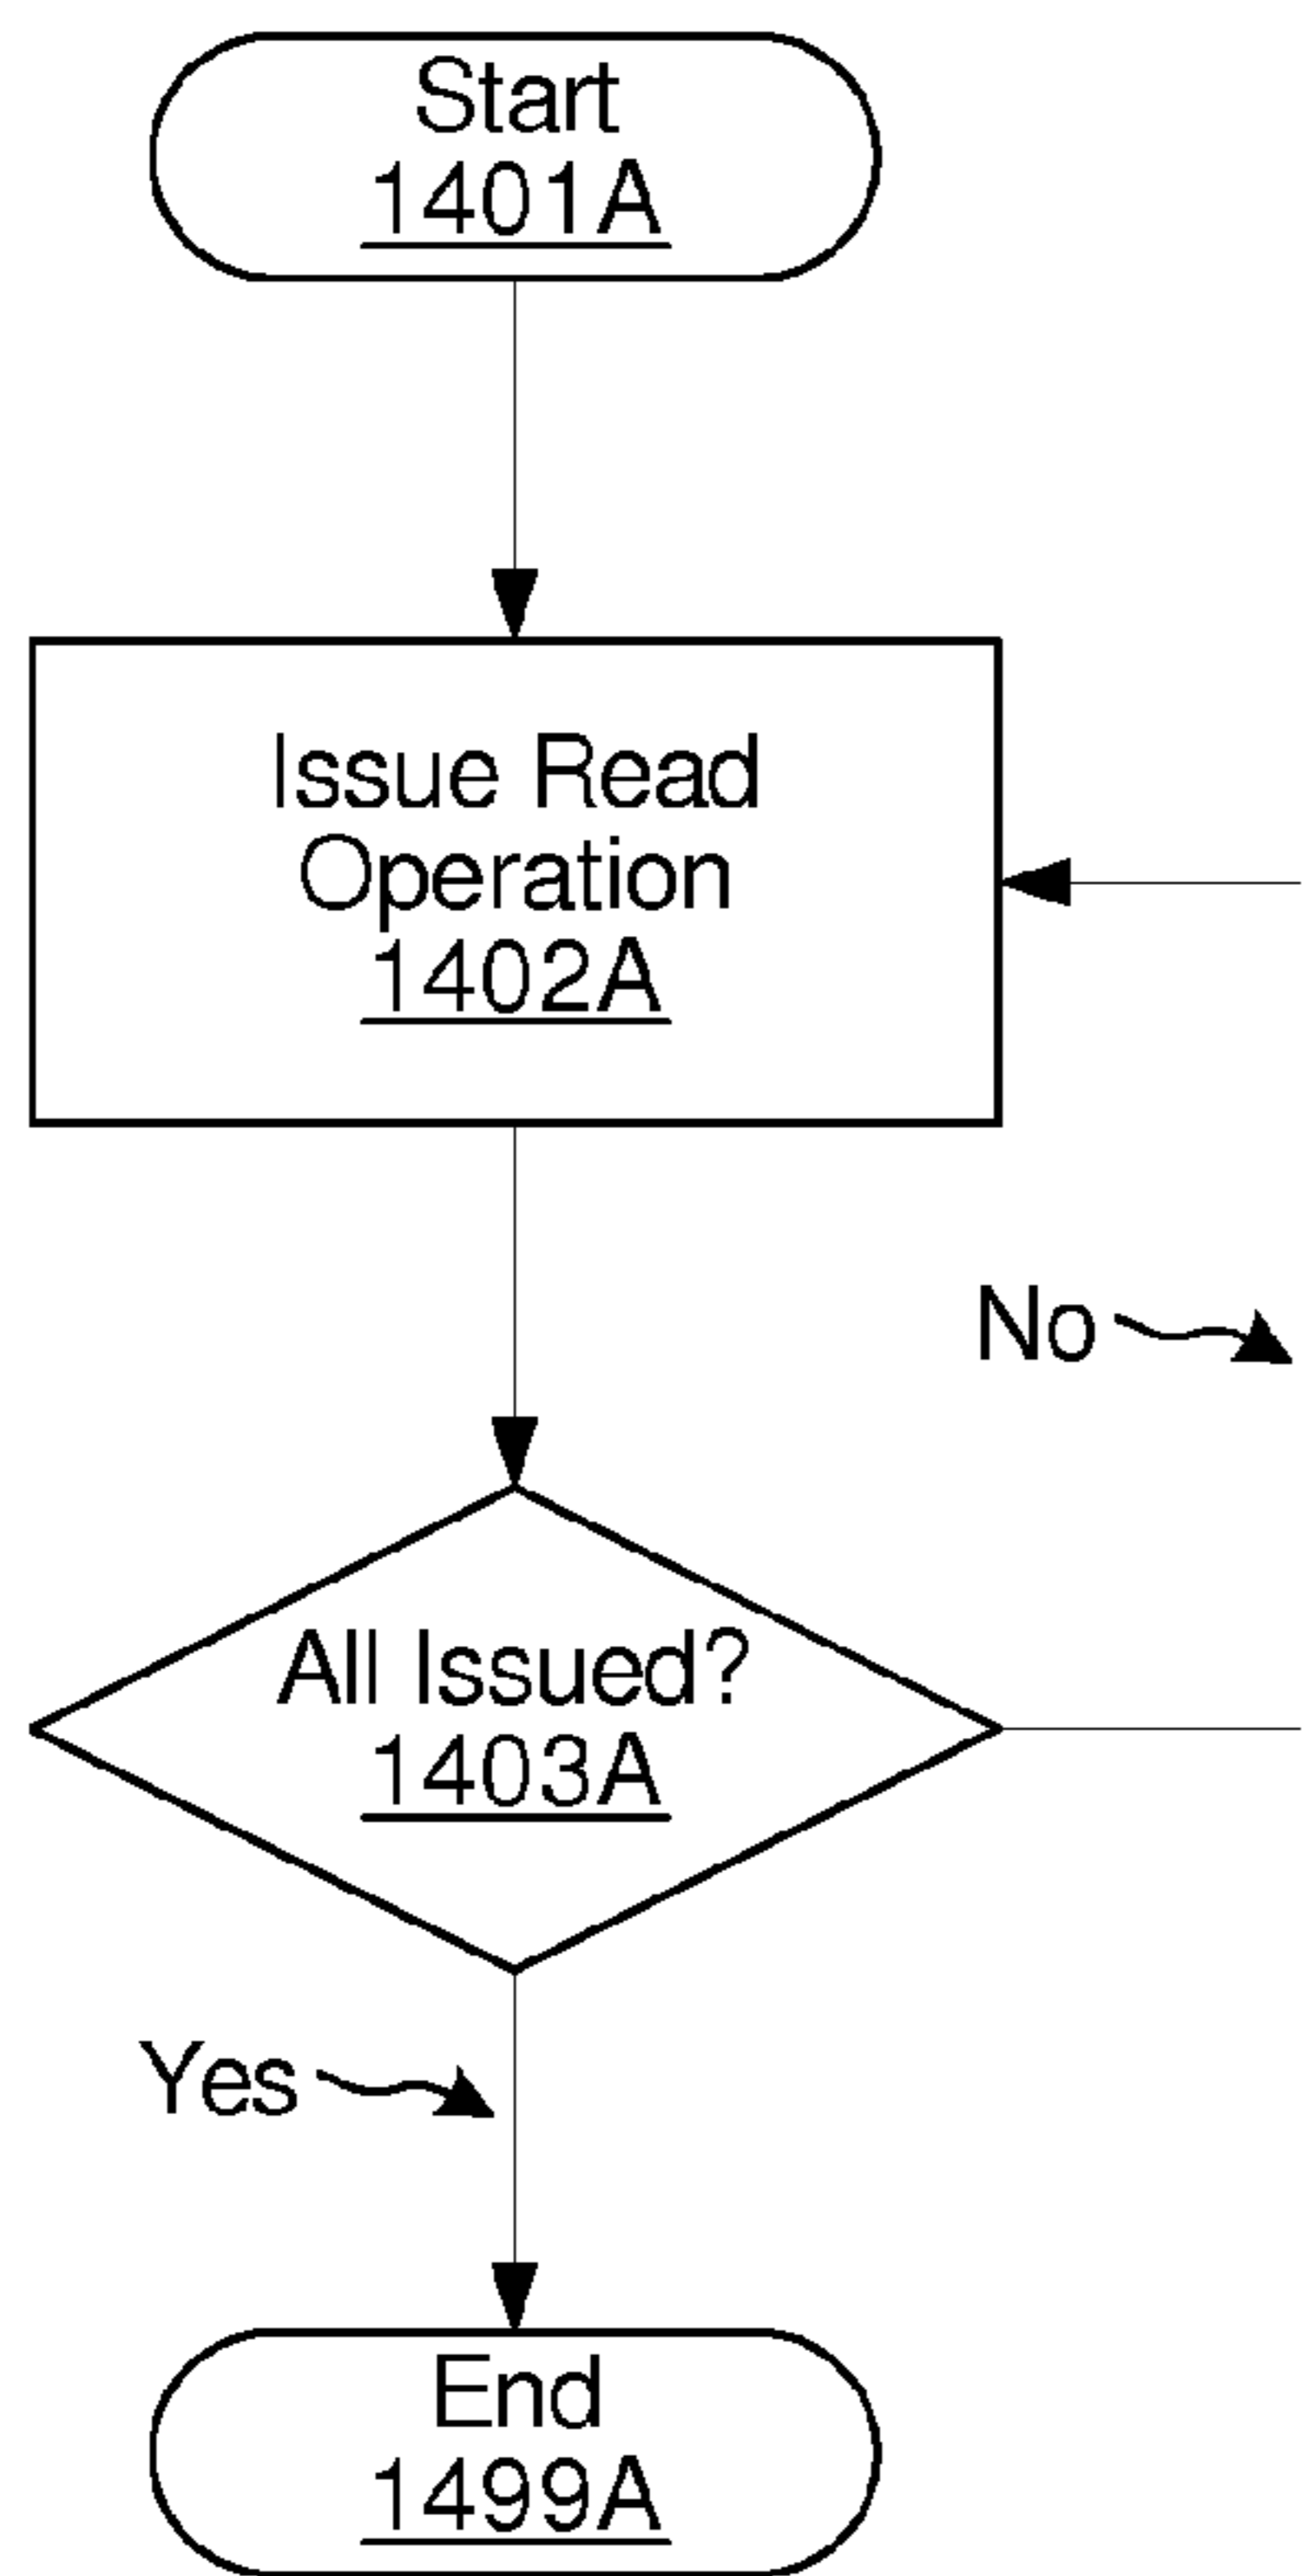 Start
1401A
Issue Read
Operation
1402A
No
All Issued?
1403A
Yes
End
1499A